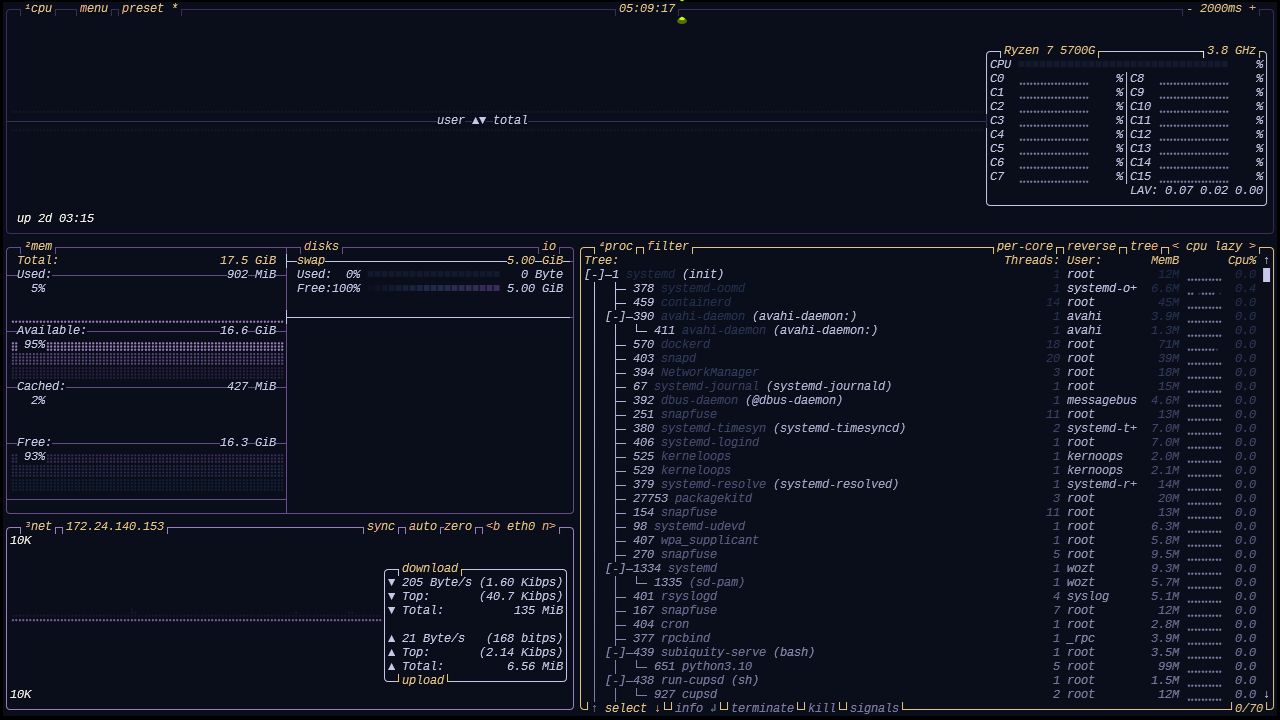 ¹cpu menu preset * 05:09:17 - 2000ms +
Ryzen 7 5700G 3.8 GHz
CPU %
C0 % C8 %
C1 % C9 %
C2 % C10 %
C3 % C11 %
C4 % C12 %
C5 % C13 %
C6 % C14 %
C7 % C15 %
LAV: 0.07 0.02 0.00
user ▲▼ total
up 2d 03:15
²mem disks io
Total: 17.5 GiB
Used: 902 MiB
5%
Available: 16.6 GiB
95%
Cached: 427 MiB
2%
Free: 16.3 GiB
93%
swap 5.00 GiB
Used: 0% 0 Byte
Free:100% 5.00 GiB
³net 172.24.140.153 sync auto zero <b eth0 n>
10K
download
▼ 205 Byte/s (1.60 Kibps)
▼ Top: (40.7 Kibps)
▼ Total: 135 MiB
▲ 21 Byte/s (168 bitps)
▲ Top: (2.14 Kibps)
▲ Total: 6.56 MiB
upload
10K
⁴proc filter per-core reverse tree < cpu lazy >
Tree: Threads: User: MemB Cpu% ↑
[-]─1 systemd (init) 1 root 12M 0.0
├─ 378 systemd-oomd 1 systemd-o+ 6.6M 0.4
├─ 459 containerd 14 root 45M 0.0
[-]─390 avahi-daemon (avahi-daemon:) 1 avahi 3.9M 0.0
└─ 411 avahi-daemon (avahi-daemon:) 1 avahi 1.3M 0.0
├─ 570 dockerd 18 root 71M 0.0
├─ 403 snapd 20 root 39M 0.0
├─ 394 NetworkManager 3 root 18M 0.0
├─ 67 systemd-journal (systemd-journald) 1 root 15M 0.0
├─ 392 dbus-daemon (@dbus-daemon) 1 messagebus 4.6M 0.0
├─ 251 snapfuse 11 root 13M 0.0
├─ 380 systemd-timesyn (systemd-timesyncd) 2 systemd-t+ 7.0M 0.0
├─ 406 systemd-logind 1 root 7.0M 0.0
├─ 525 kerneloops 1 kernoops 2.0M 0.0
├─ 529 kerneloops 1 kernoops 2.1M 0.0
├─ 379 systemd-resolve (systemd-resolved) 1 systemd-r+ 14M 0.0
├─ 27753 packagekitd 3 root 20M 0.0
├─ 154 snapfuse 11 root 13M 0.0
├─ 98 systemd-udevd 1 root 6.3M 0.0
├─ 407 wpa_supplicant 1 root 5.8M 0.0
├─ 270 snapfuse 5 root 9.5M 0.0
[-]─1334 systemd 1 wozt 9.3M 0.0
└─ 1335 (sd-pam) 1 wozt 5.7M 0.0
├─ 401 rsyslogd 4 syslog 5.1M 0.0
├─ 167 snapfuse 7 root 12M 0.0
├─ 404 cron 1 root 2.8M 0.0
├─ 377 rpcbind 1 _rpc 3.9M 0.0
[-]─439 subiquity-serve (bash) 1 root 3.5M 0.0
└─ 651 python3.10 5 root 99M 0.0
[-]─438 run-cupsd (sh) 1 root 1.5M 0.0
└─ 927 cupsd 2 root 12M 0.0 ↓
↑ select ↓ info ↲ terminate kill signals 0/70